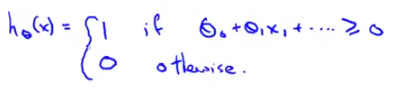 hθ(x) = { 1 if θ₀ + θ₁x₁ + .... ≥ 0
0 otherwise.